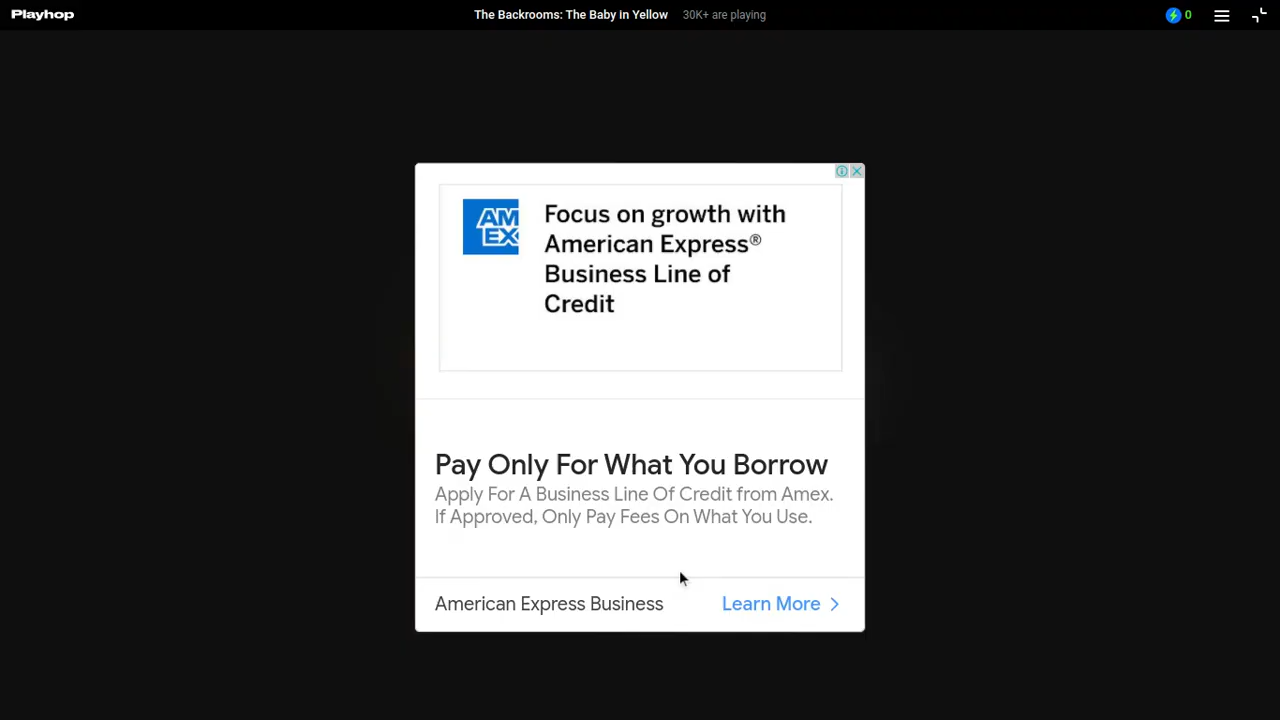 Playhop
The Backrooms: The Baby in Yellow 30K+ are playing
0
AM
EX
Focus on growth with
American Express®
Business Line of
Credit
Pay Only For What You Borrow
Apply For A Business Line Of Credit from Amex.
If Approved, Only Pay Fees On What You Use.
American Express Business
Learn More